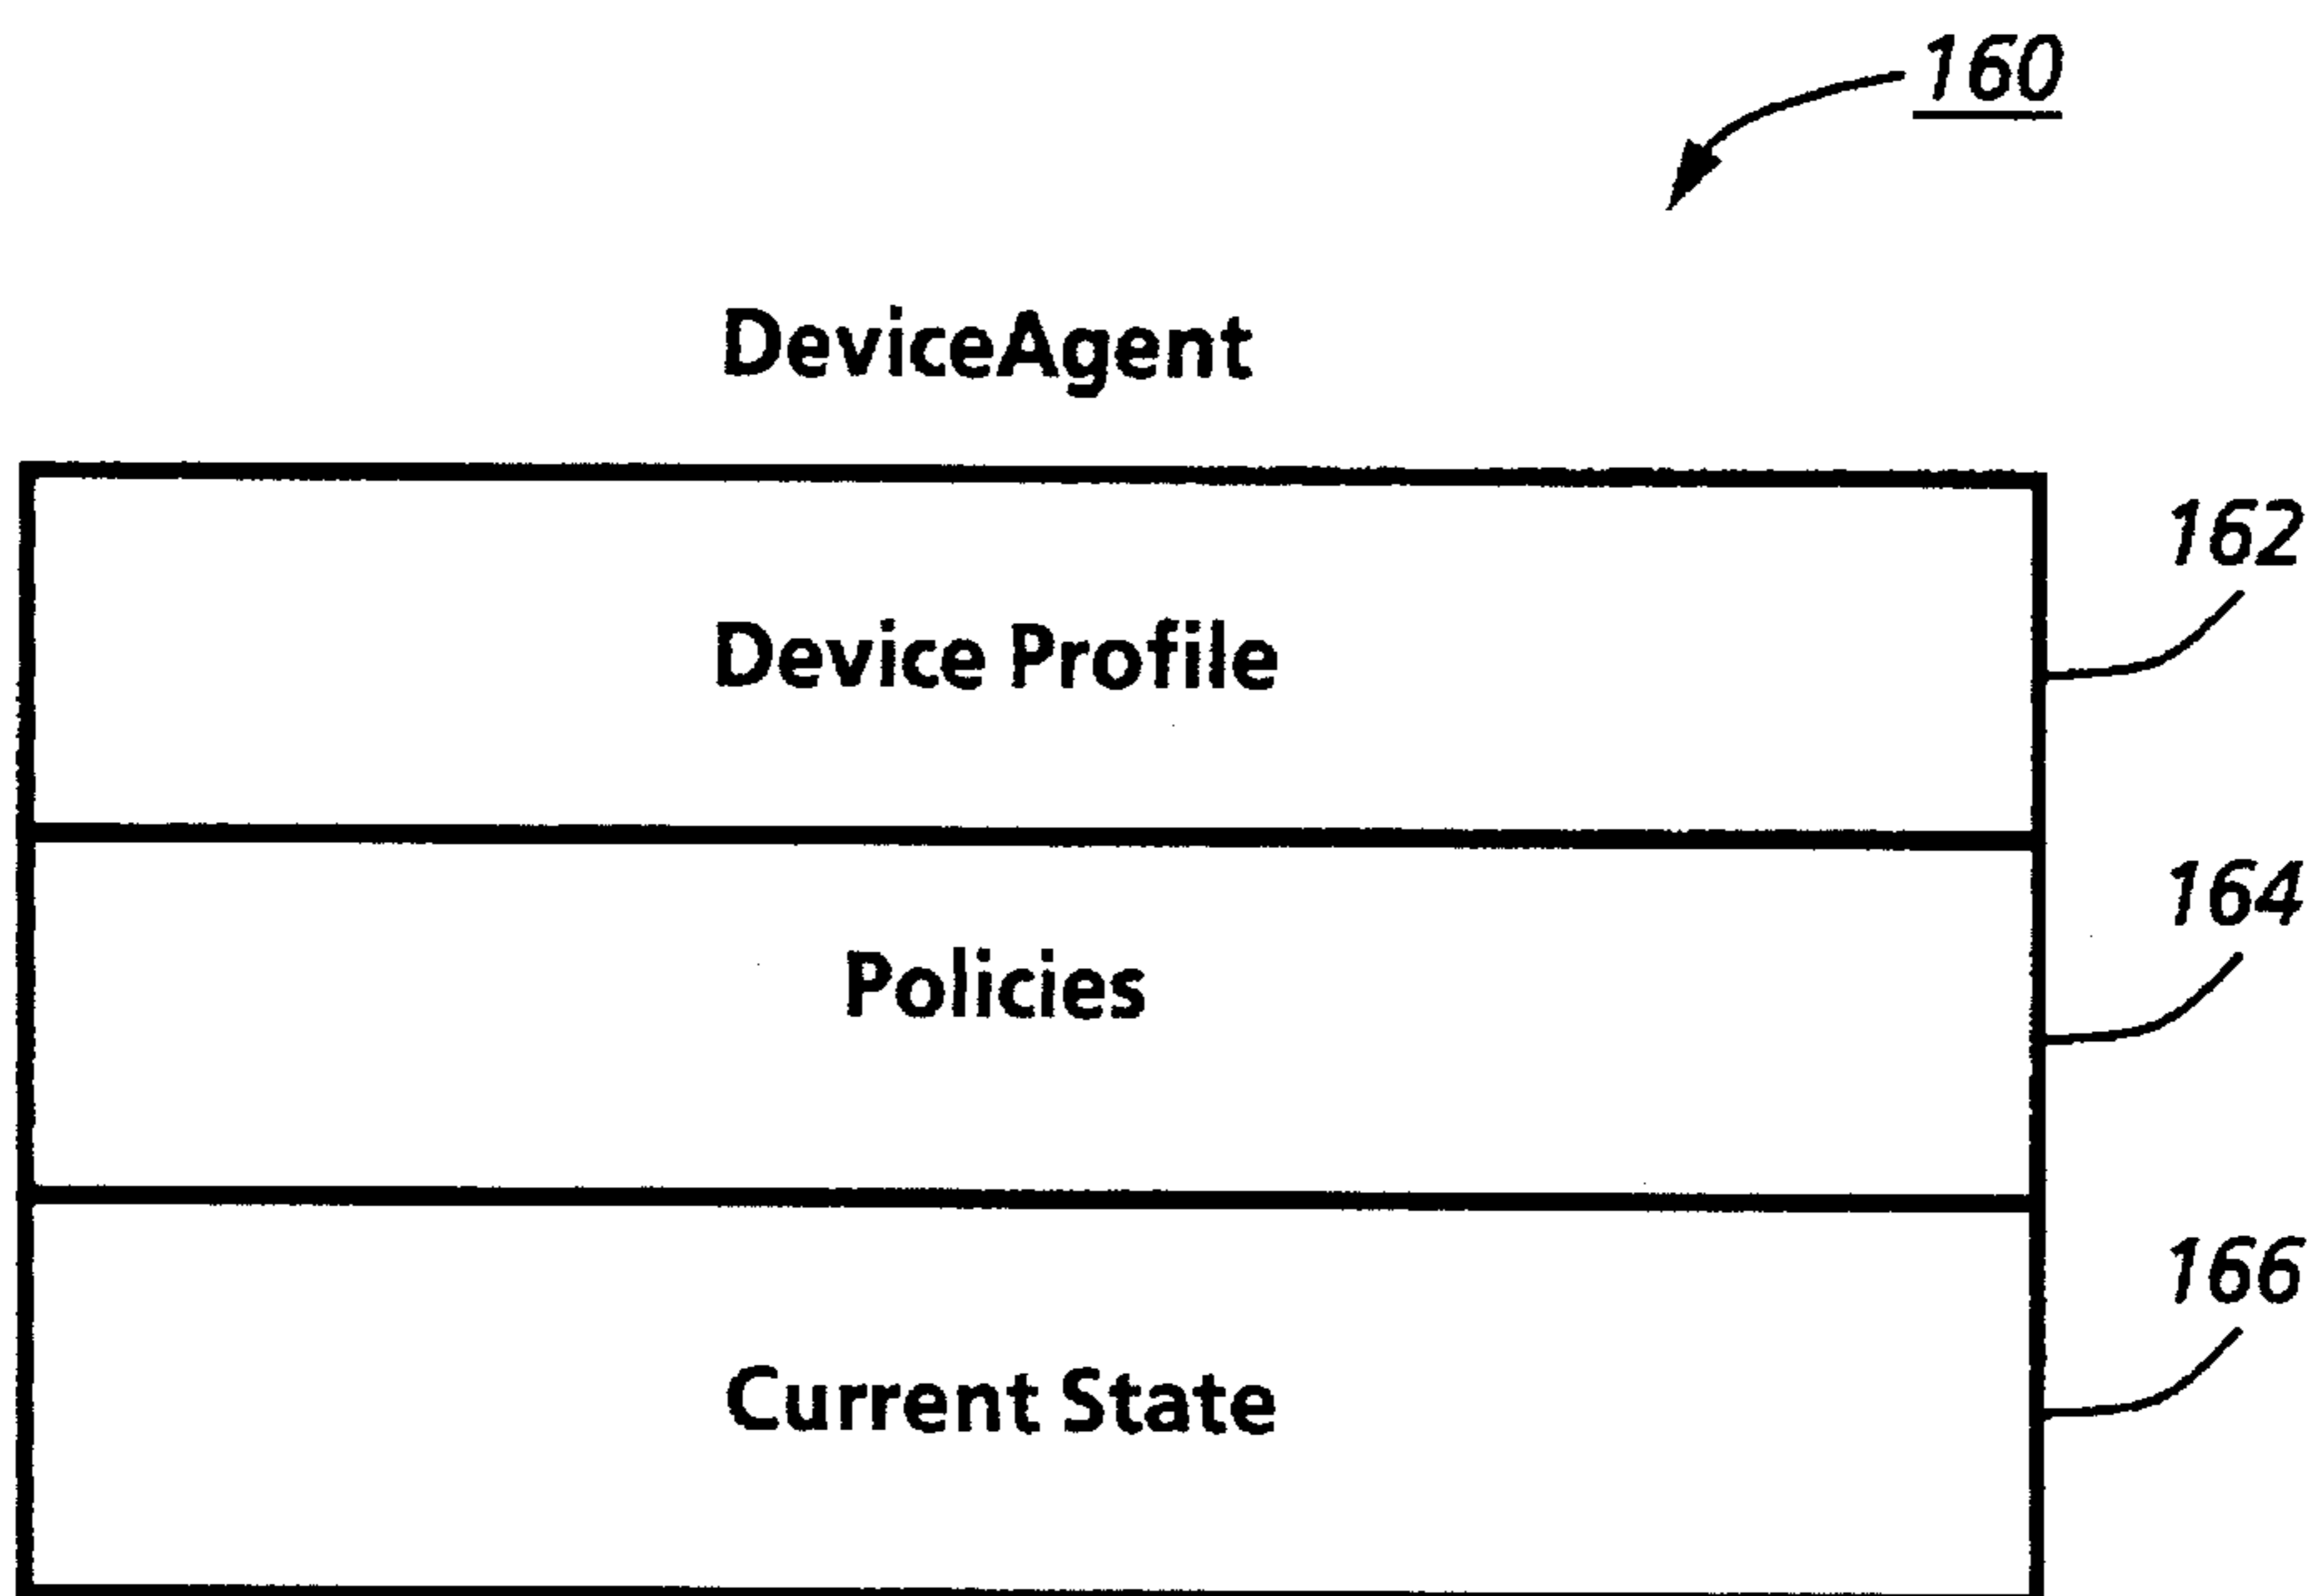 160
DeviceAgent
162
Device Profile
164
Policies
166
Current State